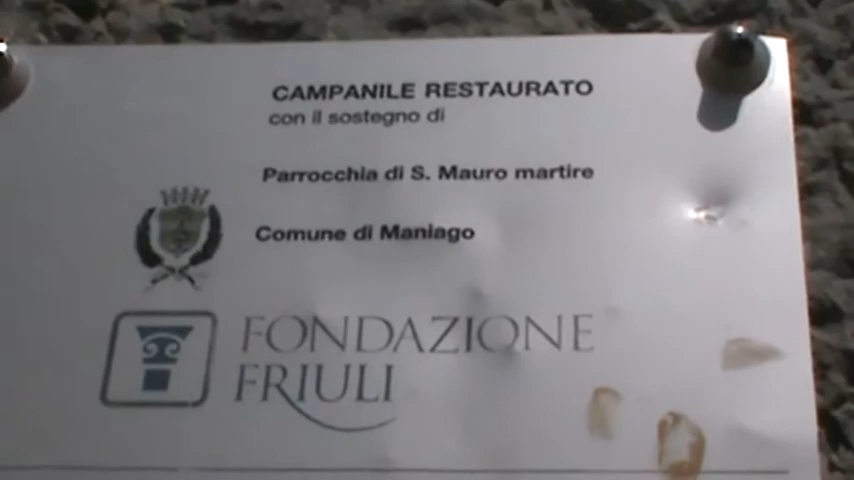 CAMPANILE RESTAURATO
con il sostegno di
Parrocchia di S. Mauro martire
Comune di Maniago
FONDAZIONE
FRIULI